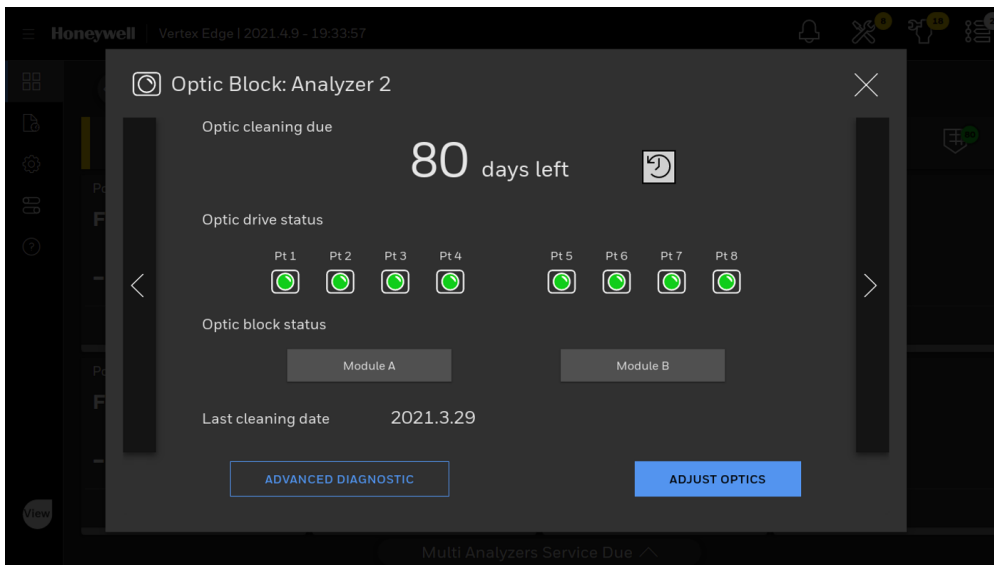 Honeywell Vertex Edge | 2021.4.9 - 19:33:57
8
18
Optic Block: Analyzer 2
Optic cleaning due
80 days left
Optic drive status
Pt 1 Pt 2 Pt 3 Pt 4 Pt 5 Pt 6 Pt 7 Pt 8
Optic block status
Module A Module B
Last cleaning date 2021.3.29
ADVANCED DIAGNOSTIC ADJUST OPTICS
View
Multi Analyzers Service Due